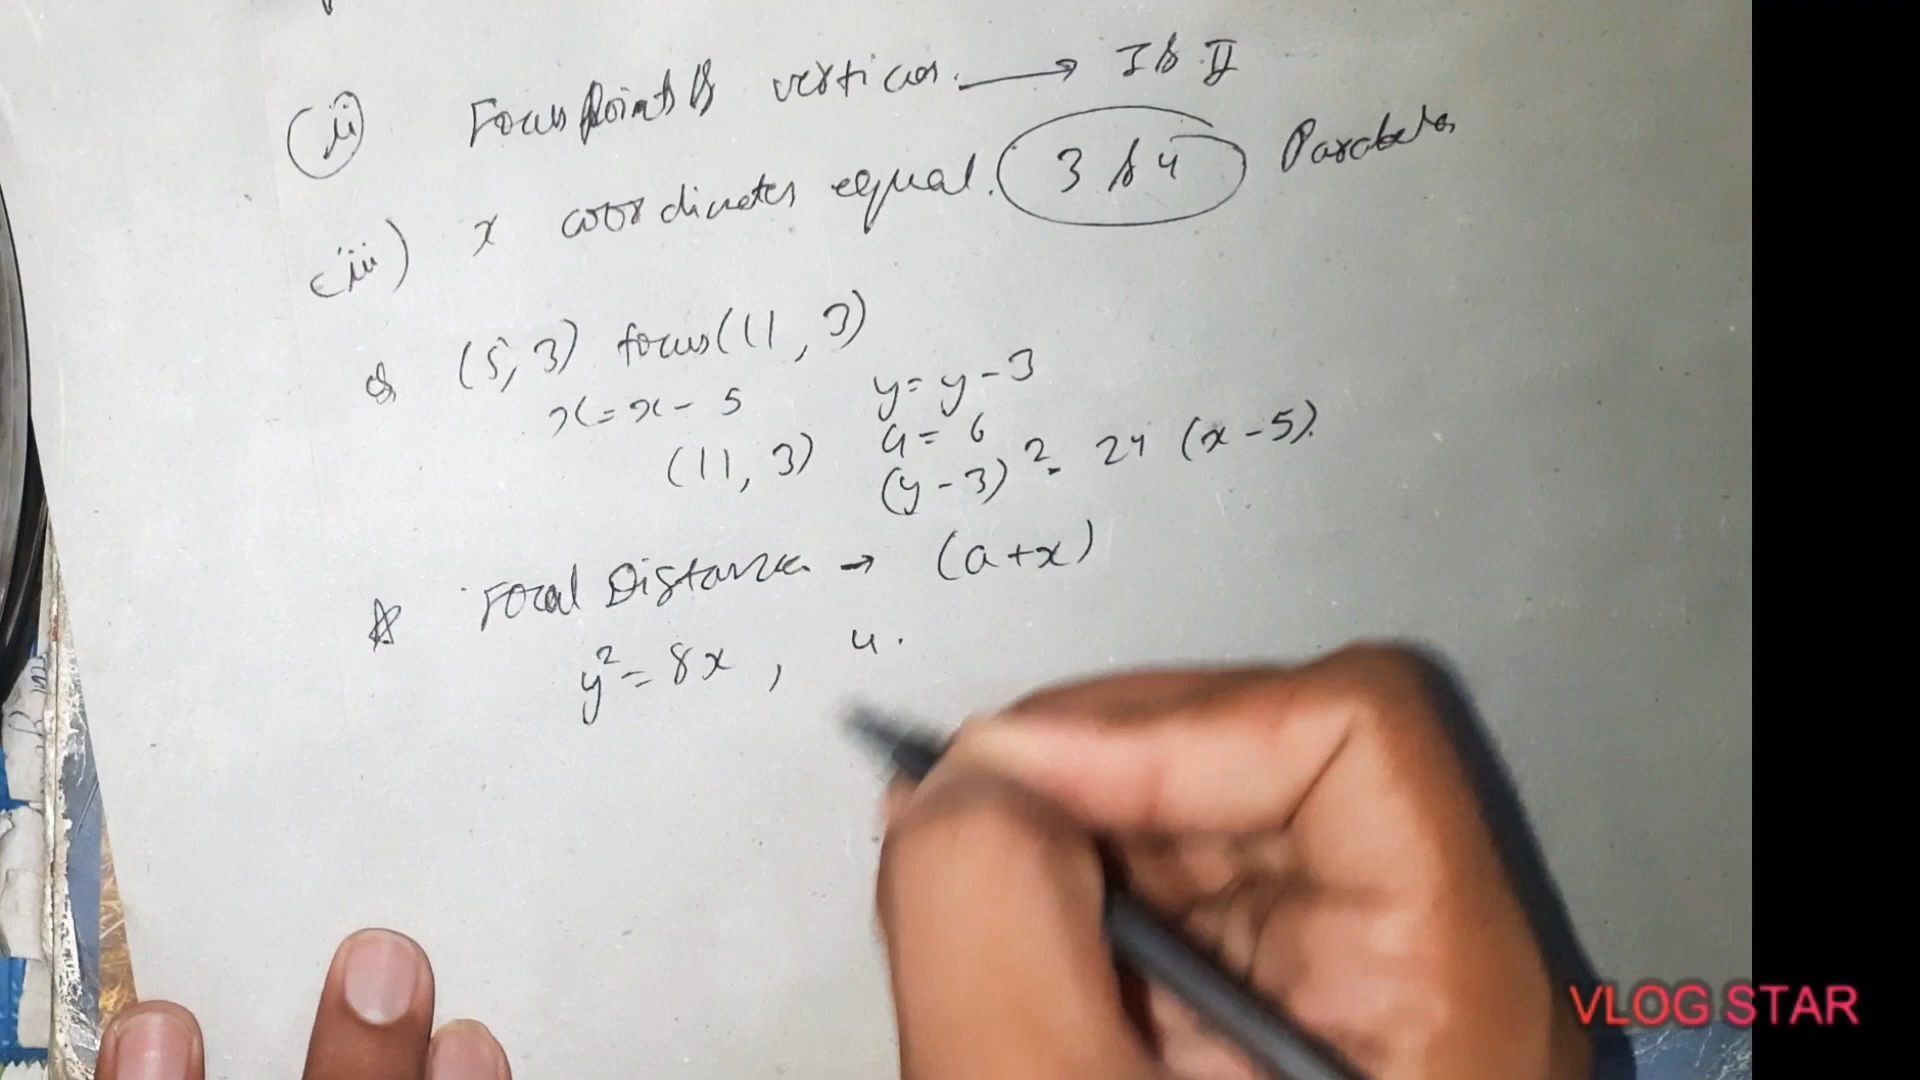 (ii) Focus points & vertices. → I & II
(iii) x coordinates equal. 3 & 4 Parabola
(5, 3) focus (11, 3)
x = x - 5 y = y - 3
(11, 3) a = 6
(y - 3)² = 24 (x - 5).
Focal Distance → (a + x)
y² = 8x , 4.
VLOG STAR